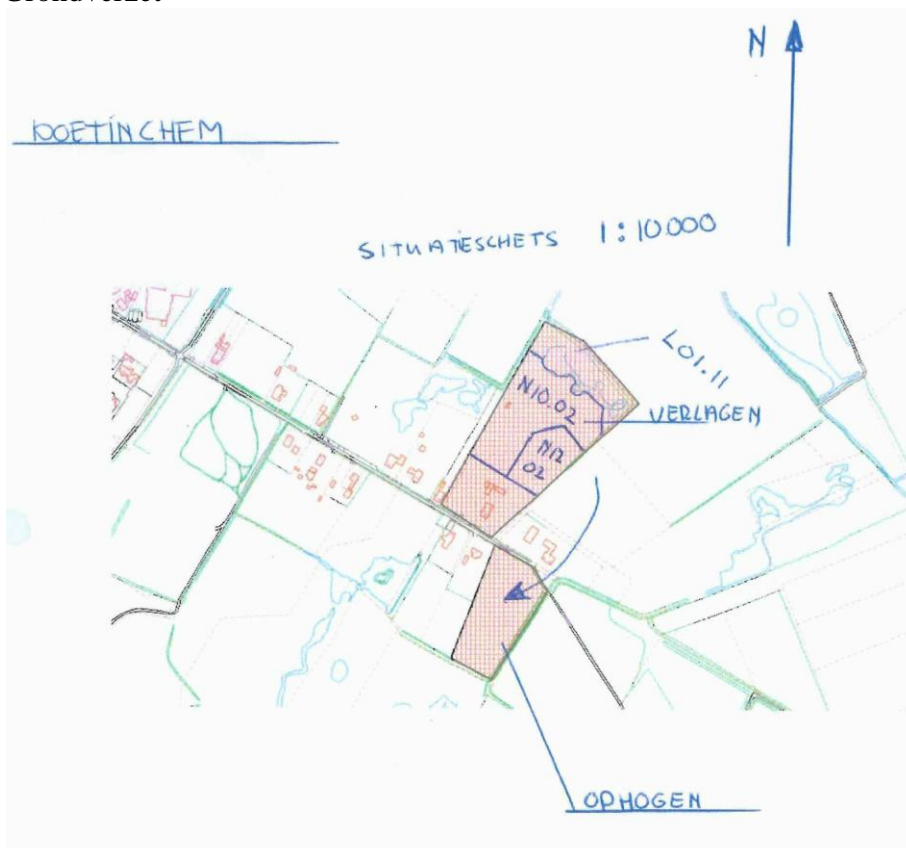 Grondverzet
N
DOETINCHEM
SITUATIESCHETS 1:10.000
L01.11
N10.02
VERLAGEN
N12
02
OPHOGEN